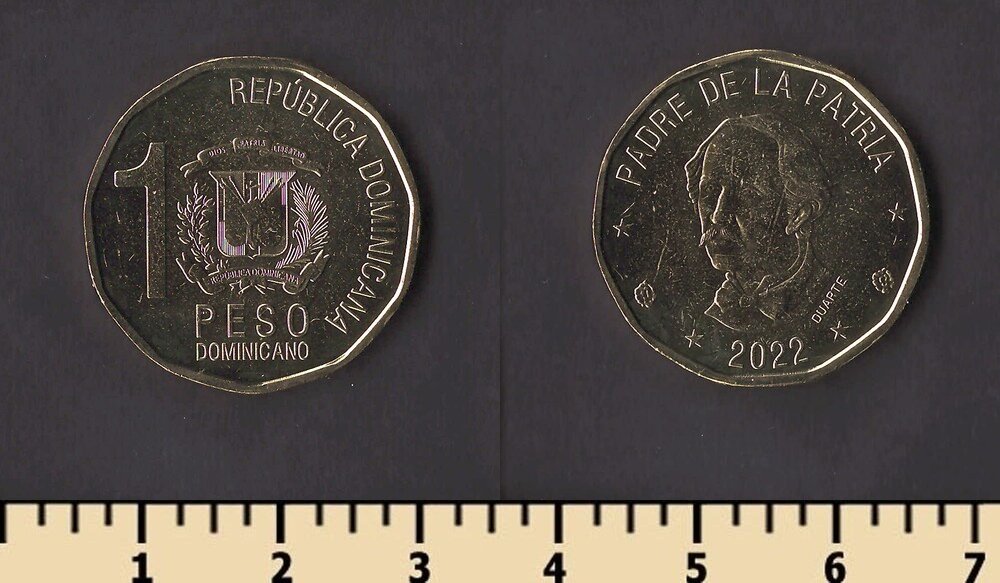 REPÚBLICA DOMINICANA
1
DIOS PATRIA LIBERTAD
REPÚBLICA DOMINICANA
PESO
DOMINICANO
PADRE DE LA PATRIA
DUARTE
2022
1 2 3 4 5 6 7